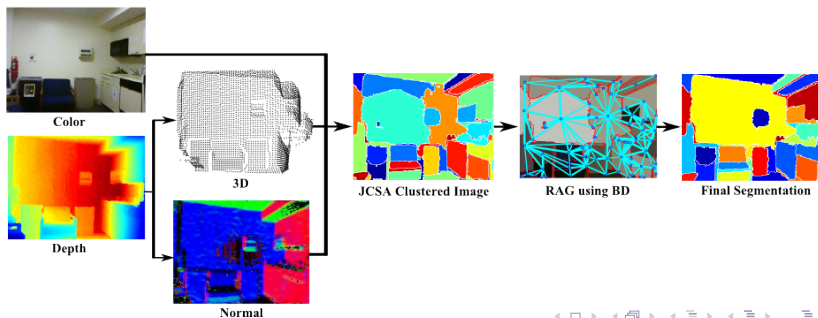 Color
3D
Depth
Normal
JCSA Clustered Image
RAG using BD
Final Segmentation